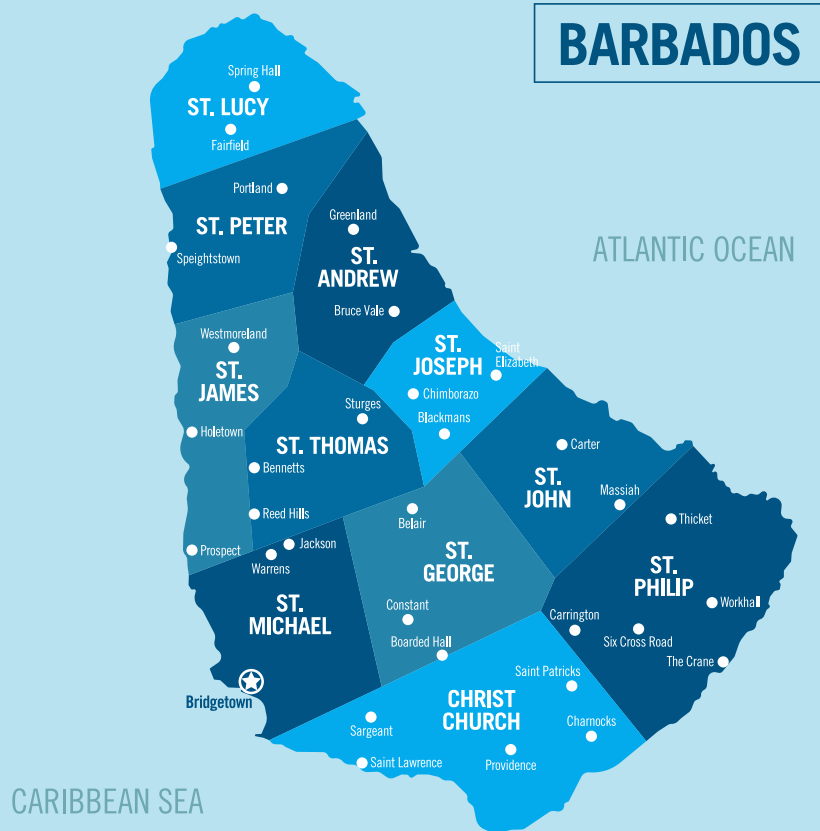 BARBADOS
Spring Hall
ST. LUCY
Fairfield
Portland
ST. PETER
Speightstown
Greenland
ST.
ANDREW
Bruce Vale
ATLANTIC OCEAN
Westmoreland
ST.
JAMES
Holetown
Prospect
ST.
JOSEPH
Saint
Elizabeth
Chimborazo
Blackmans
Sturges
ST. THOMAS
Bennetts
Reed Hills
Carter
ST.
JOHN
Massiah
Belair
ST.
GEORGE
Constant
Boarded Hall
Jackson
Warrens
ST.
MICHAEL
Bridgetown
Thicket
ST.
PHILIP
Workhall
Carrington
Six Cross Road
The Crane
Saint Patricks
CHRIST
CHURCH
Charnocks
Sargeant
Saint Lawrence
Providence
CARIBBEAN SEA